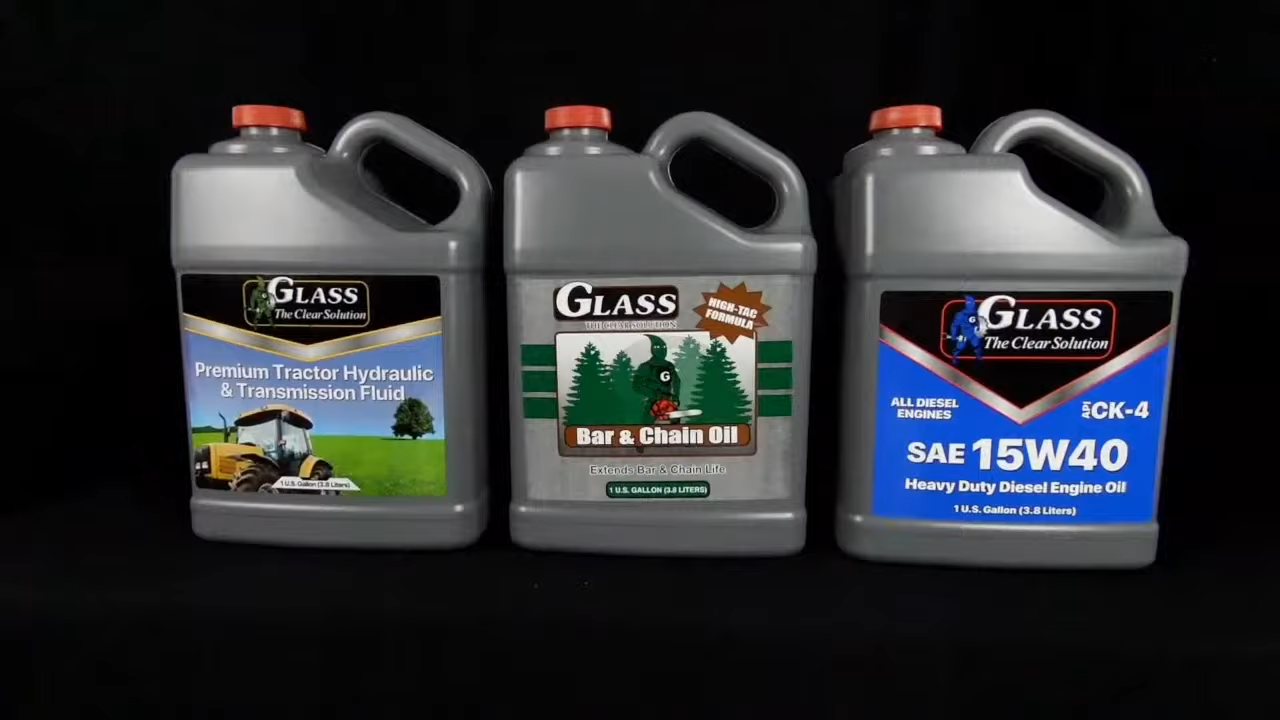 GLASS
The Clear Solution
Premium Tractor Hydraulic
& Transmission Fluid
1 U.S. Gallon (3.8 Liters)
GLASS
THE CLEAR SOLUTION
HIGH-TAC
FORMULA
G
Bar & Chain Oil
Extends Bar & Chain Life
1 U.S. GALLON (3.8 LITERS)
GLASS
The Clear Solution
G
ALL DIESEL
ENGINES
API CK-4
SAE 15W40
Heavy Duty Diesel Engine Oil
1 U.S. Gallon (3.8 Liters)